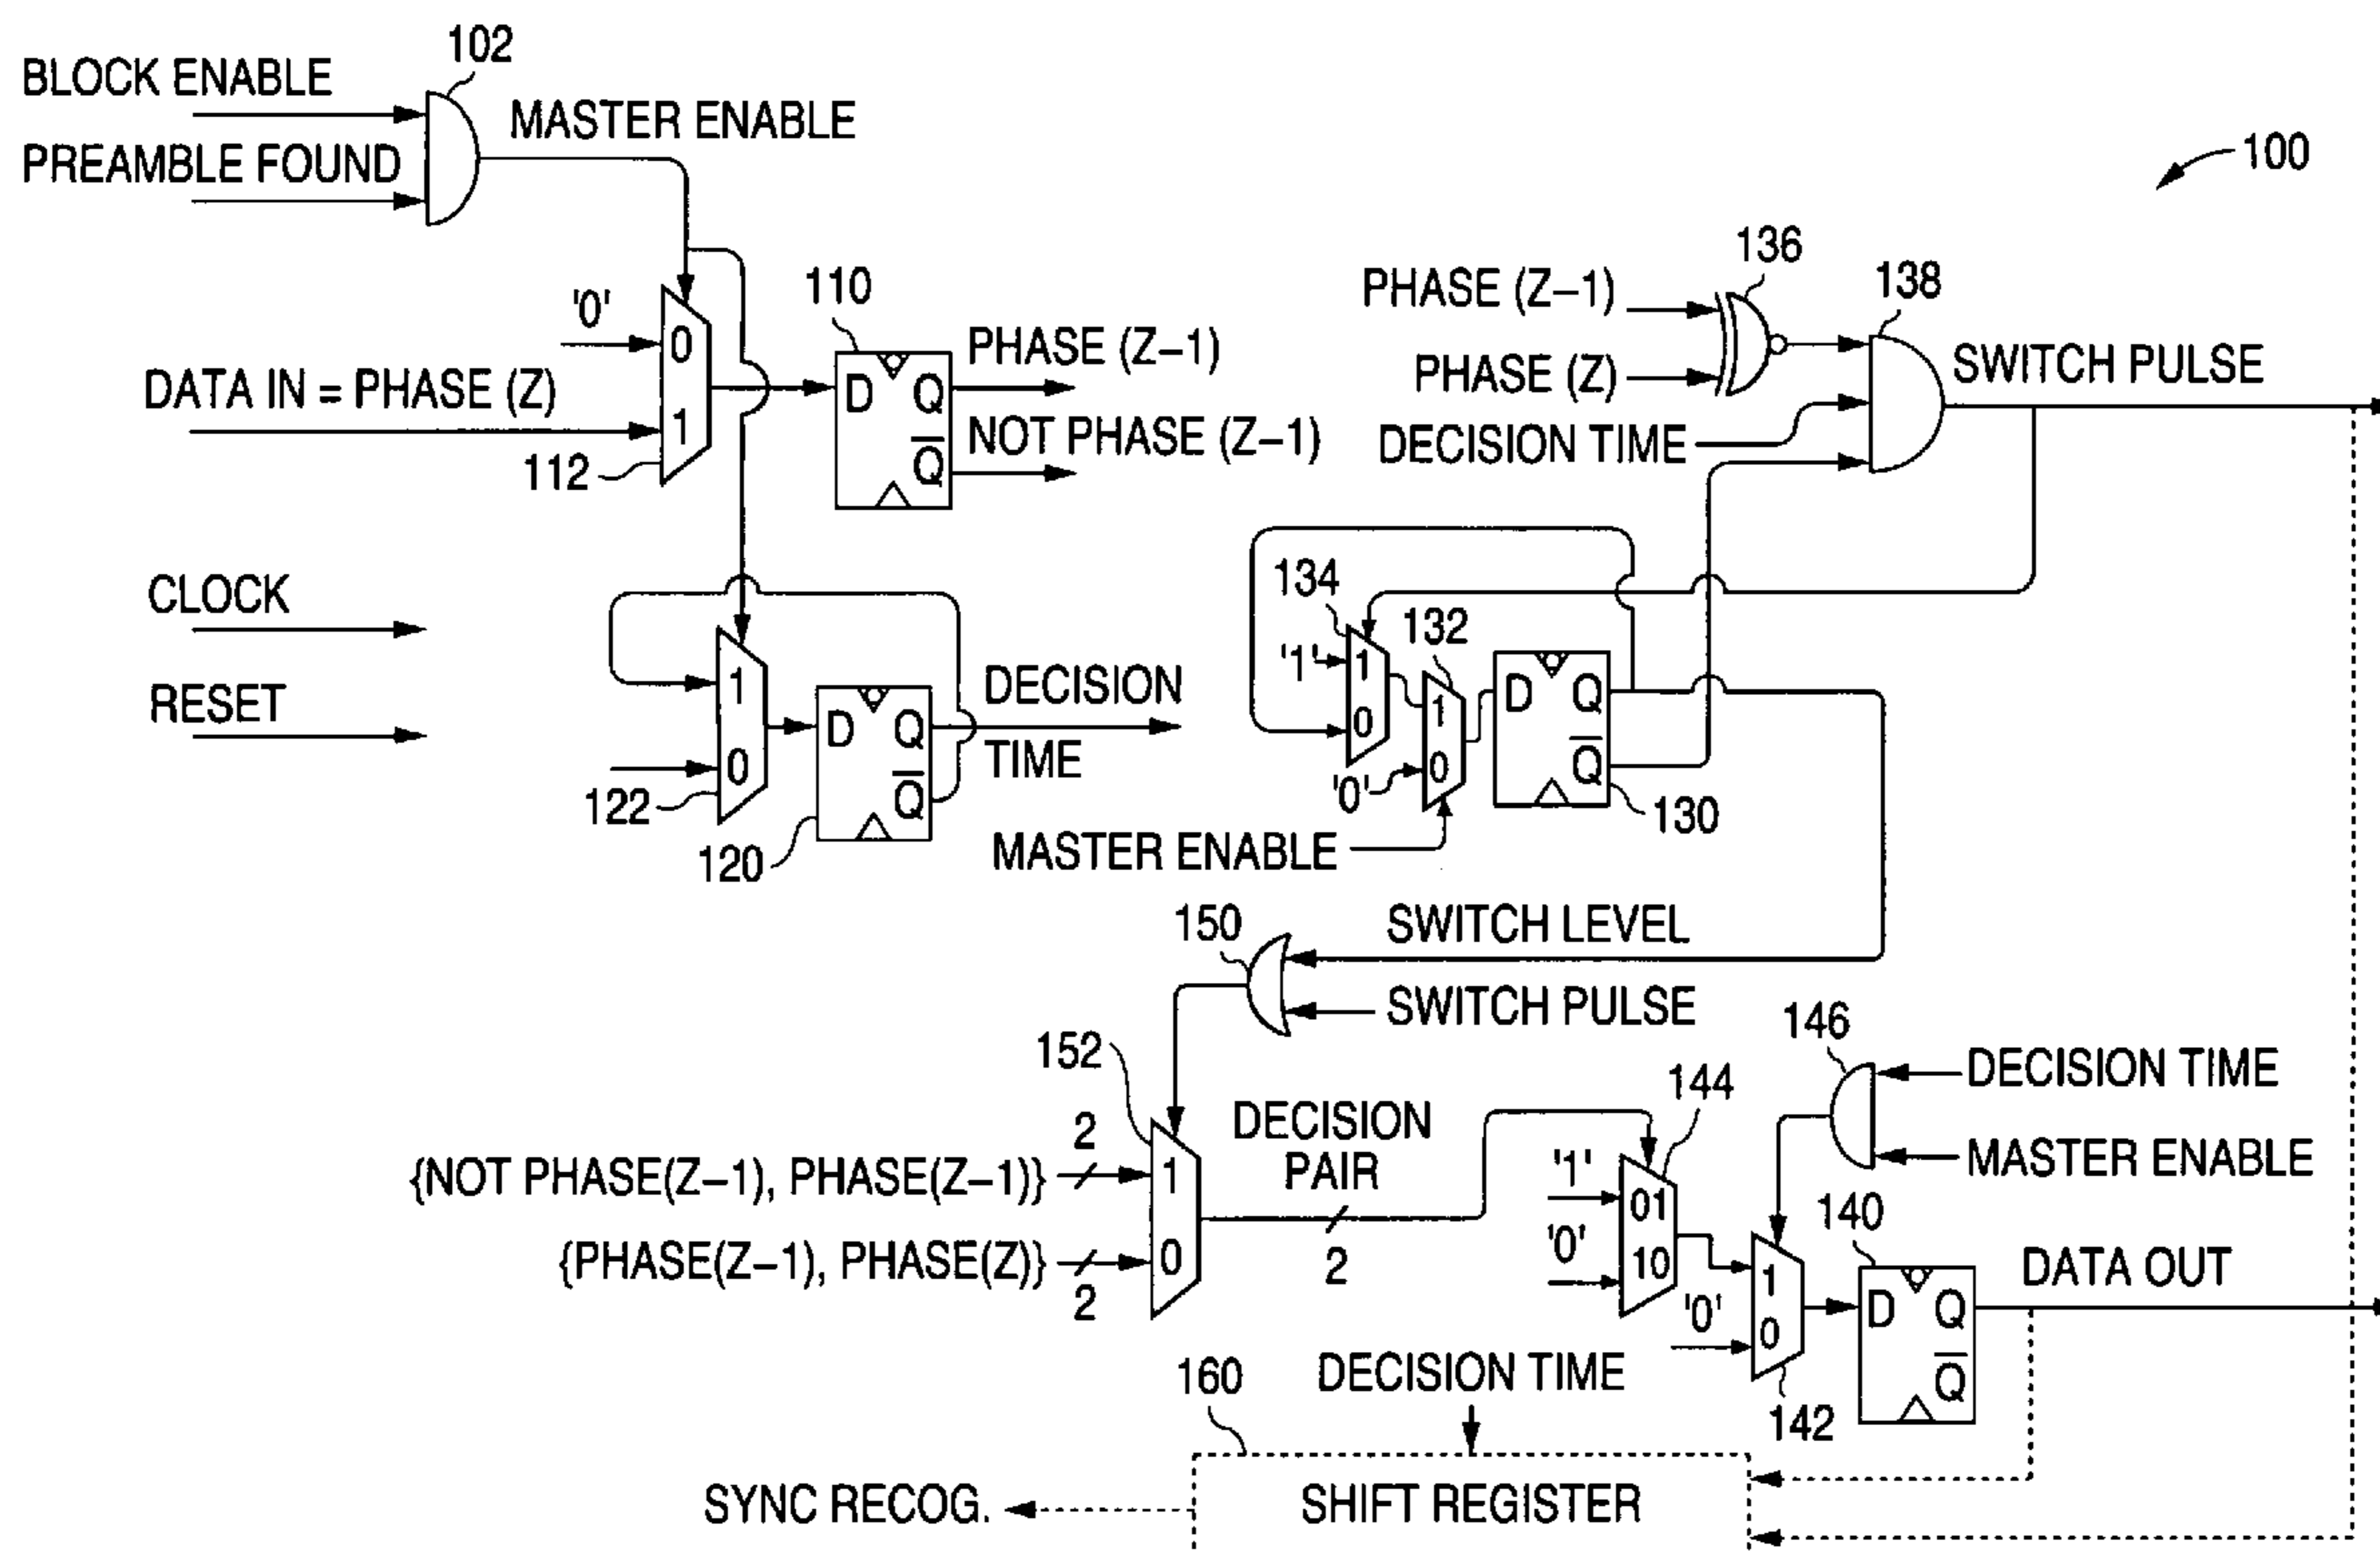 102
BLOCK ENABLE
MASTER ENABLE
PREAMBLE FOUND
100
'0'
0
DATA IN = PHASE (Z)
1
112
110
D
Q
Q̅
PHASE (Z−1)
NOT PHASE (Z−1)
136
PHASE (Z−1)
PHASE (Z)
138
SWITCH PULSE
DECISION TIME
CLOCK
RESET
1
0
122
D
Q
Q̅
120
DECISION
TIME
134
'1'
1
0
132
1
'0'
0
D
Q
Q̅
130
MASTER ENABLE
150
SWITCH LEVEL
SWITCH PULSE
152
2
{NOT PHASE(Z−1), PHASE(Z−1)}
1
{PHASE(Z−1), PHASE(Z)}
0
2
DECISION
PAIR
2
144
'1'
01
'0'
10
146
DECISION TIME
MASTER ENABLE
140
1
'0'
0
D
Q
Q̅
142
DATA OUT
160
DECISION TIME
SYNC RECOG.
SHIFT REGISTER